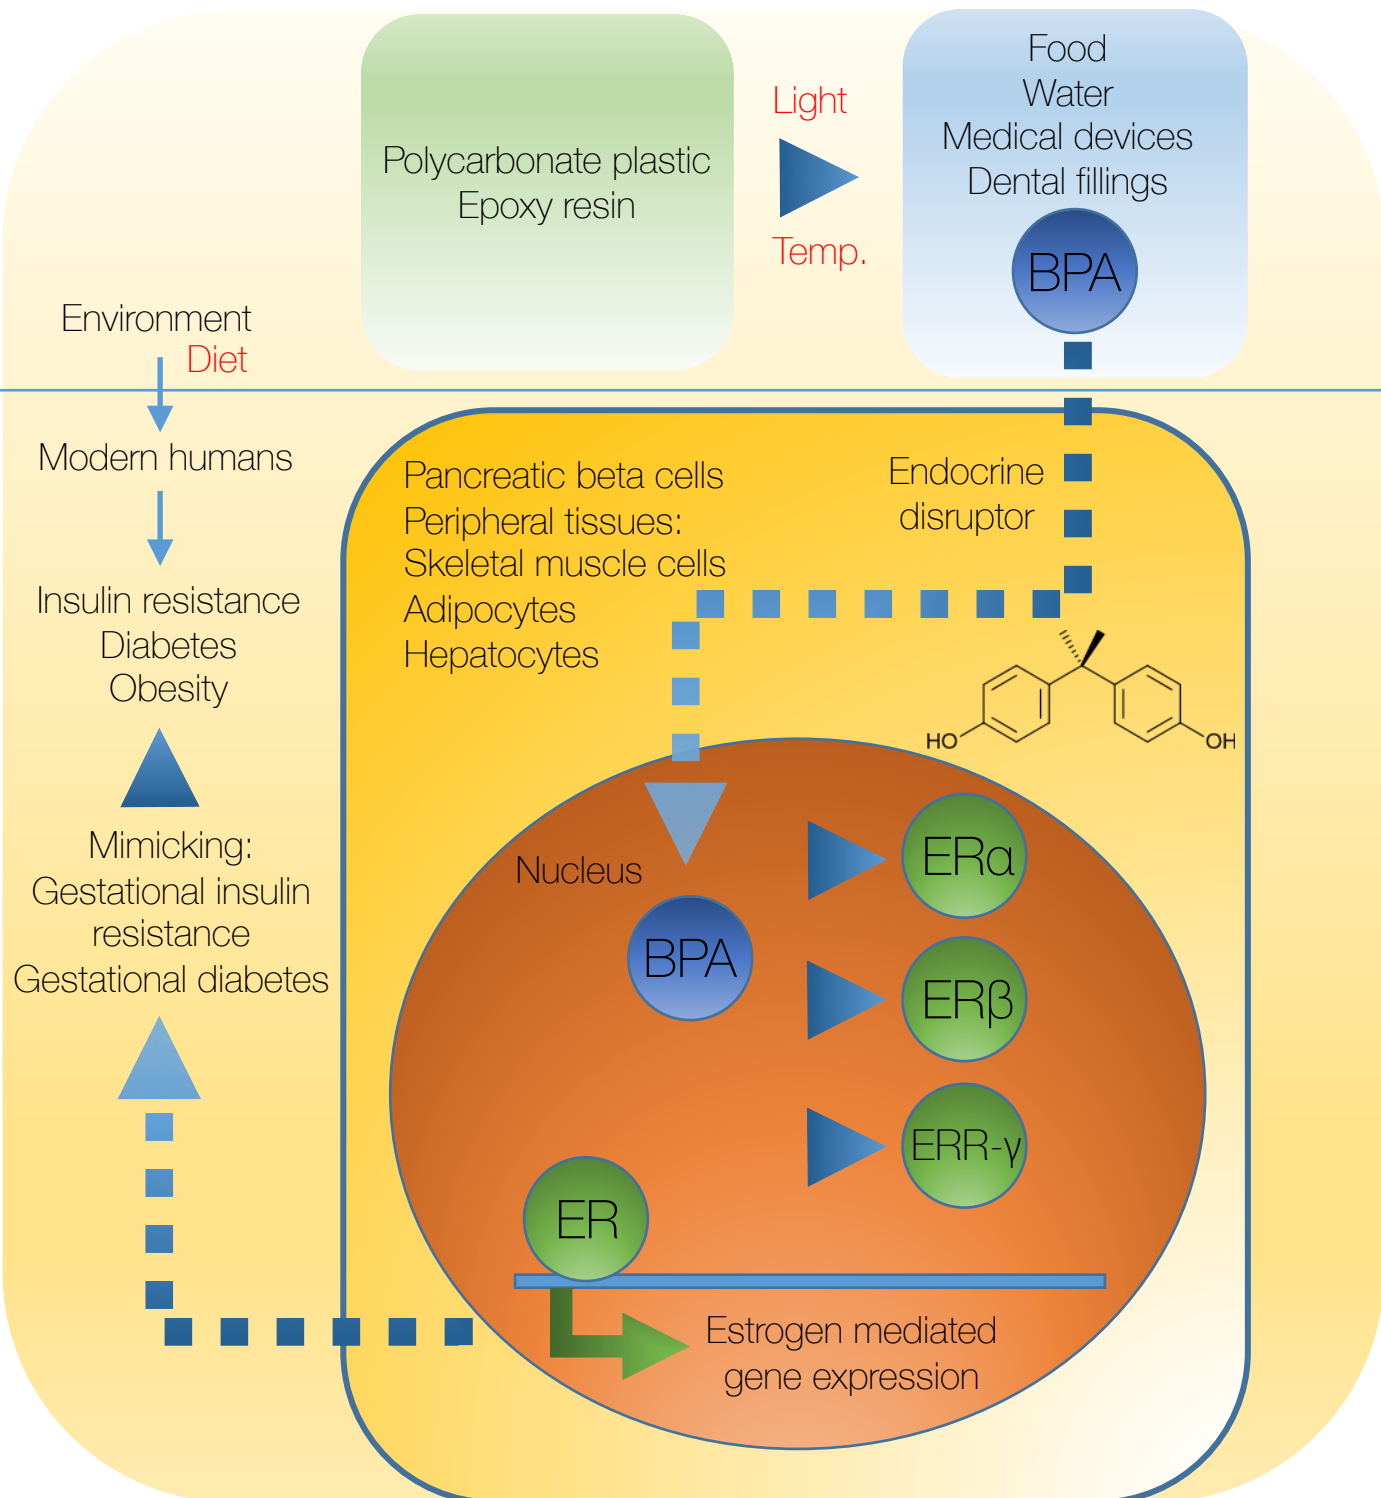 Polycarbonate plastic
Epoxy resin
Light
Temp.
Food
Water
Medical devices
Dental fillings
BPA
Environment
Diet
Modern humans
Insulin resistance
Diabetes
Obesity
Mimicking:
Gestational insulin
resistance
Gestational diabetes
Pancreatic beta cells
Peripheral tissues:
Skeletal muscle cells
Adipocytes
Hepatocytes
Endocrine
disruptor
HO
OH
Nucleus
BPA
ERα
ERβ
ERR-γ
ER
Estrogen mediated
gene expression